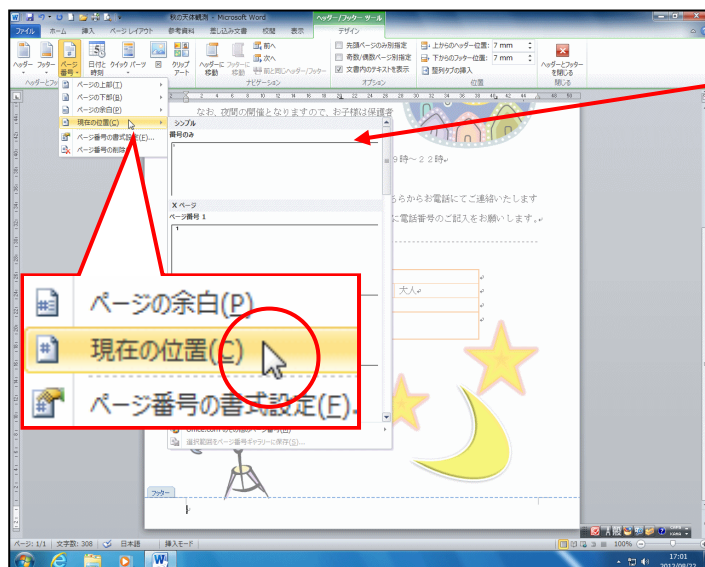 秋の天体観測 - Microsoft Word
ヘッダー/フッター ツール
ファイル ホーム 挿入 ページ レイアウト 参考資料 差し込み文書 校閲 表示 デザイン
ヘッダー フッター ページ番号 日付と時刻 クイック パーツ 図 クリップアート ヘッダーに移動 フッターに移動
前へ
次へ
前と同じヘッダー/フッター
先頭ページのみ別指定
奇数/偶数ページ別指定
文書内のテキストを表示
上からのヘッダー位置: 7 mm
下からのフッター位置: 7 mm
整列タブの挿入
ヘッダーとフッターを閉じる
ナビゲーション オプション 位置 閉じる
ページの上部(T)
ページの下部(B)
ページの余白(P)
現在の位置(C)
ページ番号の書式設定(F)...
ページ番号の削除
なお、夜間の開催となりますので、お子様は保護者
シンプル
番号のみ
9時~22時
ちらからお電話にてご連絡いたします
X ページ
ページ番号 1
に電話番号のご記入をお願いします。
1
大人
ページの余白(P)
現在の位置(C)
ページ番号の書式設定(F).
選択範囲をページ番号ギャラリーに保存(S)...
フッター
ページ: 1/1 文字数: 308 日本語 挿入モード
100%
17:01
2012/08/22